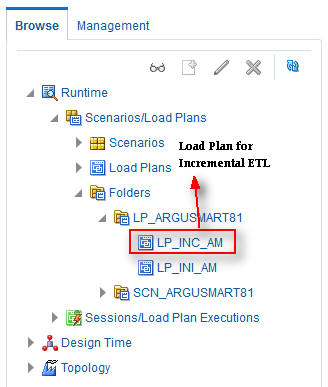 Browse Management
Runtime
Scenarios/Load Plans
Scenarios
Load Plans
Load Plan for
Incremental ETL
Folders
LP_ARGUSMART81
LP_INC_AM
LP_INI_AM
SCN_ARGUSMART81
Sessions/Load Plan Executions
Design Time
Topology